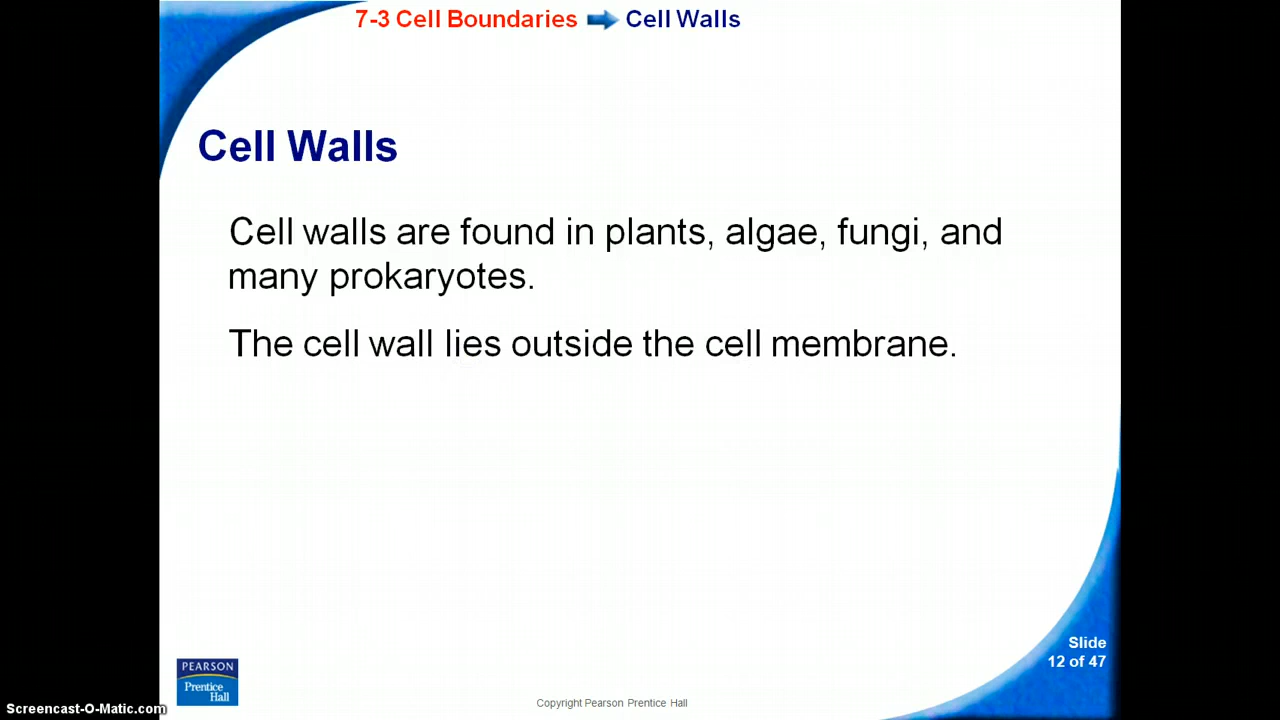 7-3 Cell Boundaries Cell Walls
Cell Walls
Cell walls are found in plants, algae, fungi, and
many prokaryotes.
The cell wall lies outside the cell membrane.
Slide
12 of 47
PEARSON
Prentice
Hall
Copyright Pearson Prentice Hall
Screencast-O-Matic.com